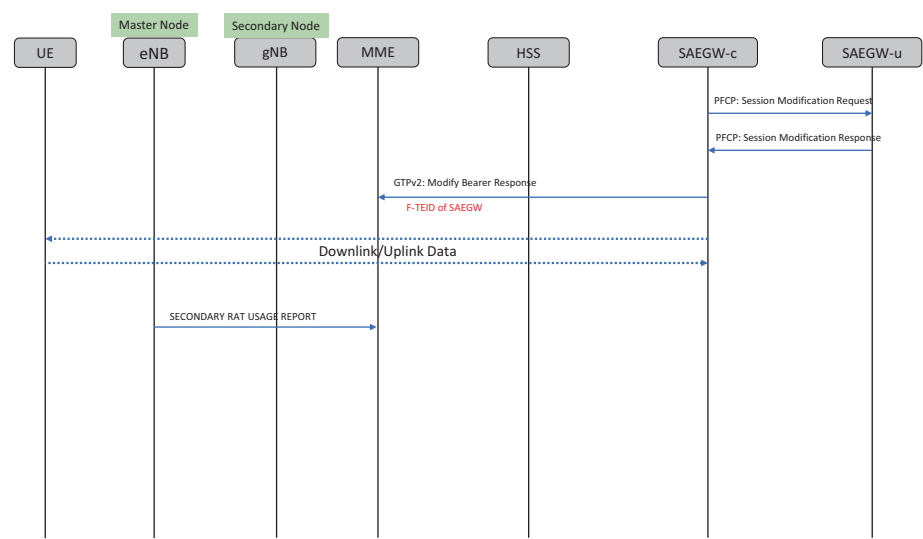 Master Node
Secondary Node
UE
eNB
gNB
MME
HSS
SAEGW-c
SAEGW-u
PFCP: Session Modification Request
PFCP: Session Modification Response
GTPv2: Modify Bearer Response
F-TEID of SAEGW
Downlink/Uplink Data
SECONDARY RAT USAGE REPORT